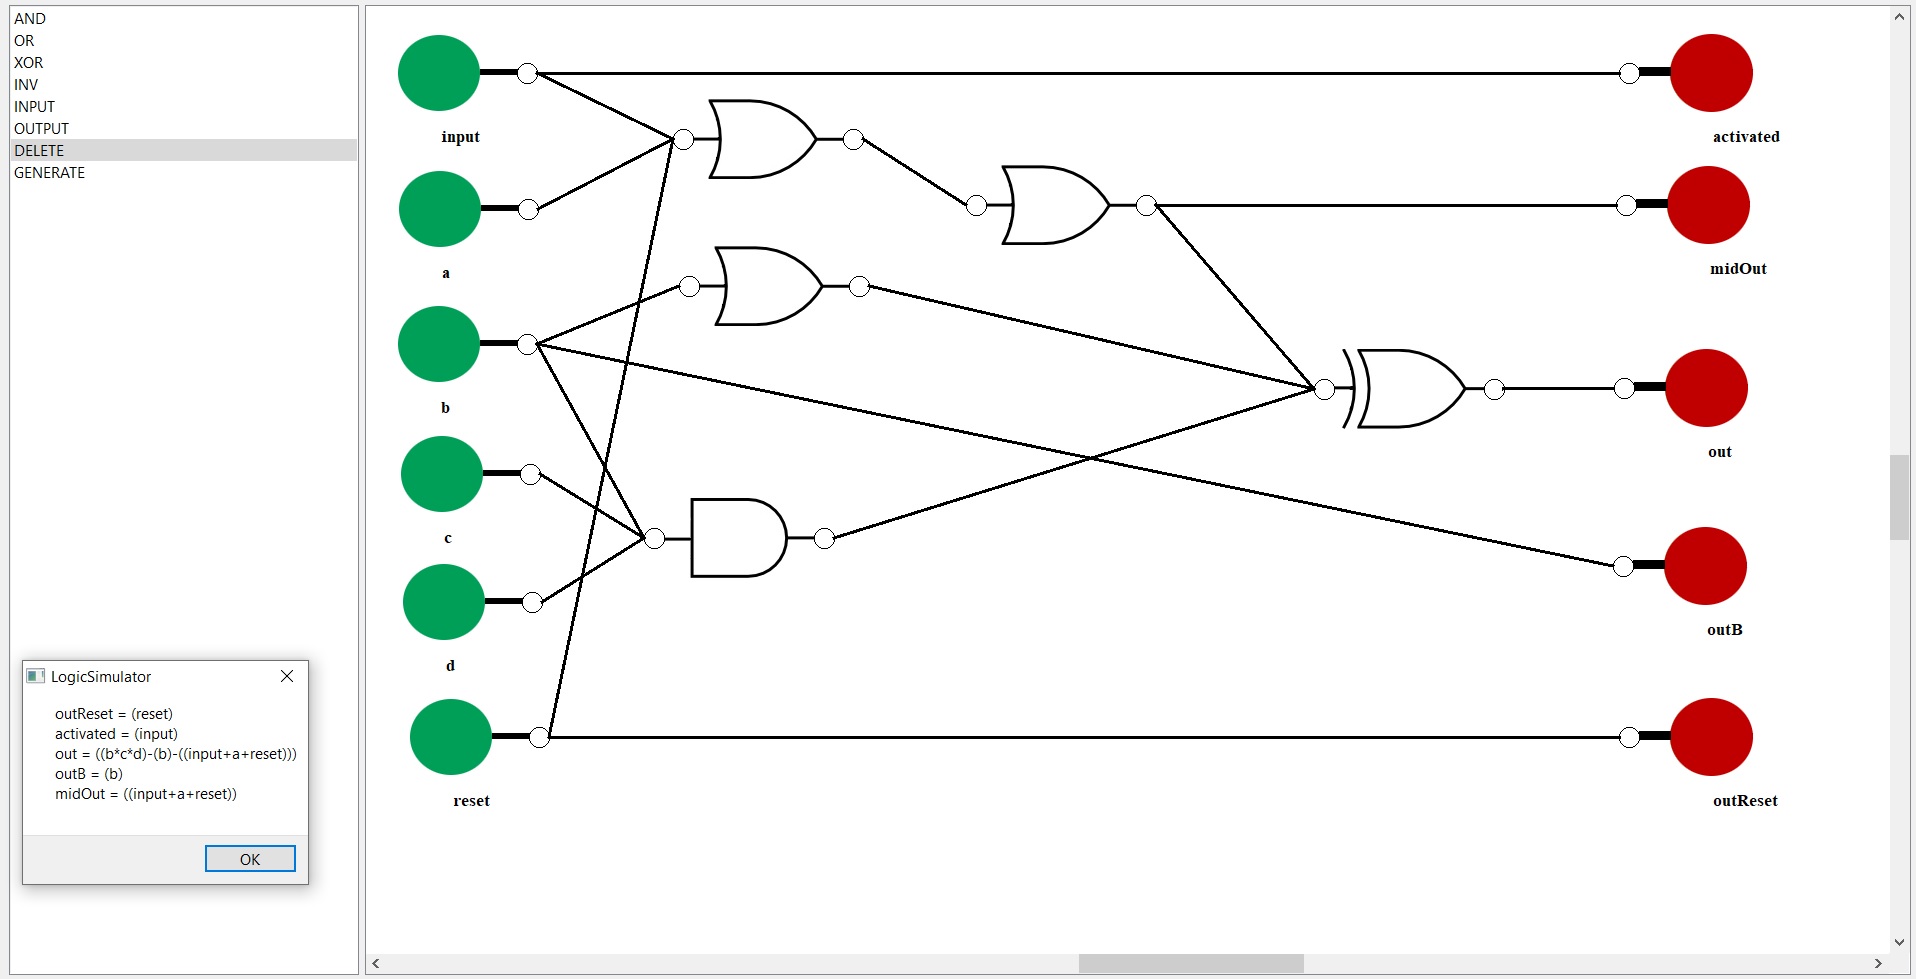 AND
OR
XOR
INV
INPUT
OUTPUT
DELETE
GENERATE
input
activated
a
midOut
b
out
c
outB
d
reset
outReset
LogicSimulator
outReset = (reset)
activated = (input)
out = ((b*c*d)-(b)-((input+a+reset)))
outB = (b)
midOut = ((input+a+reset))
OK